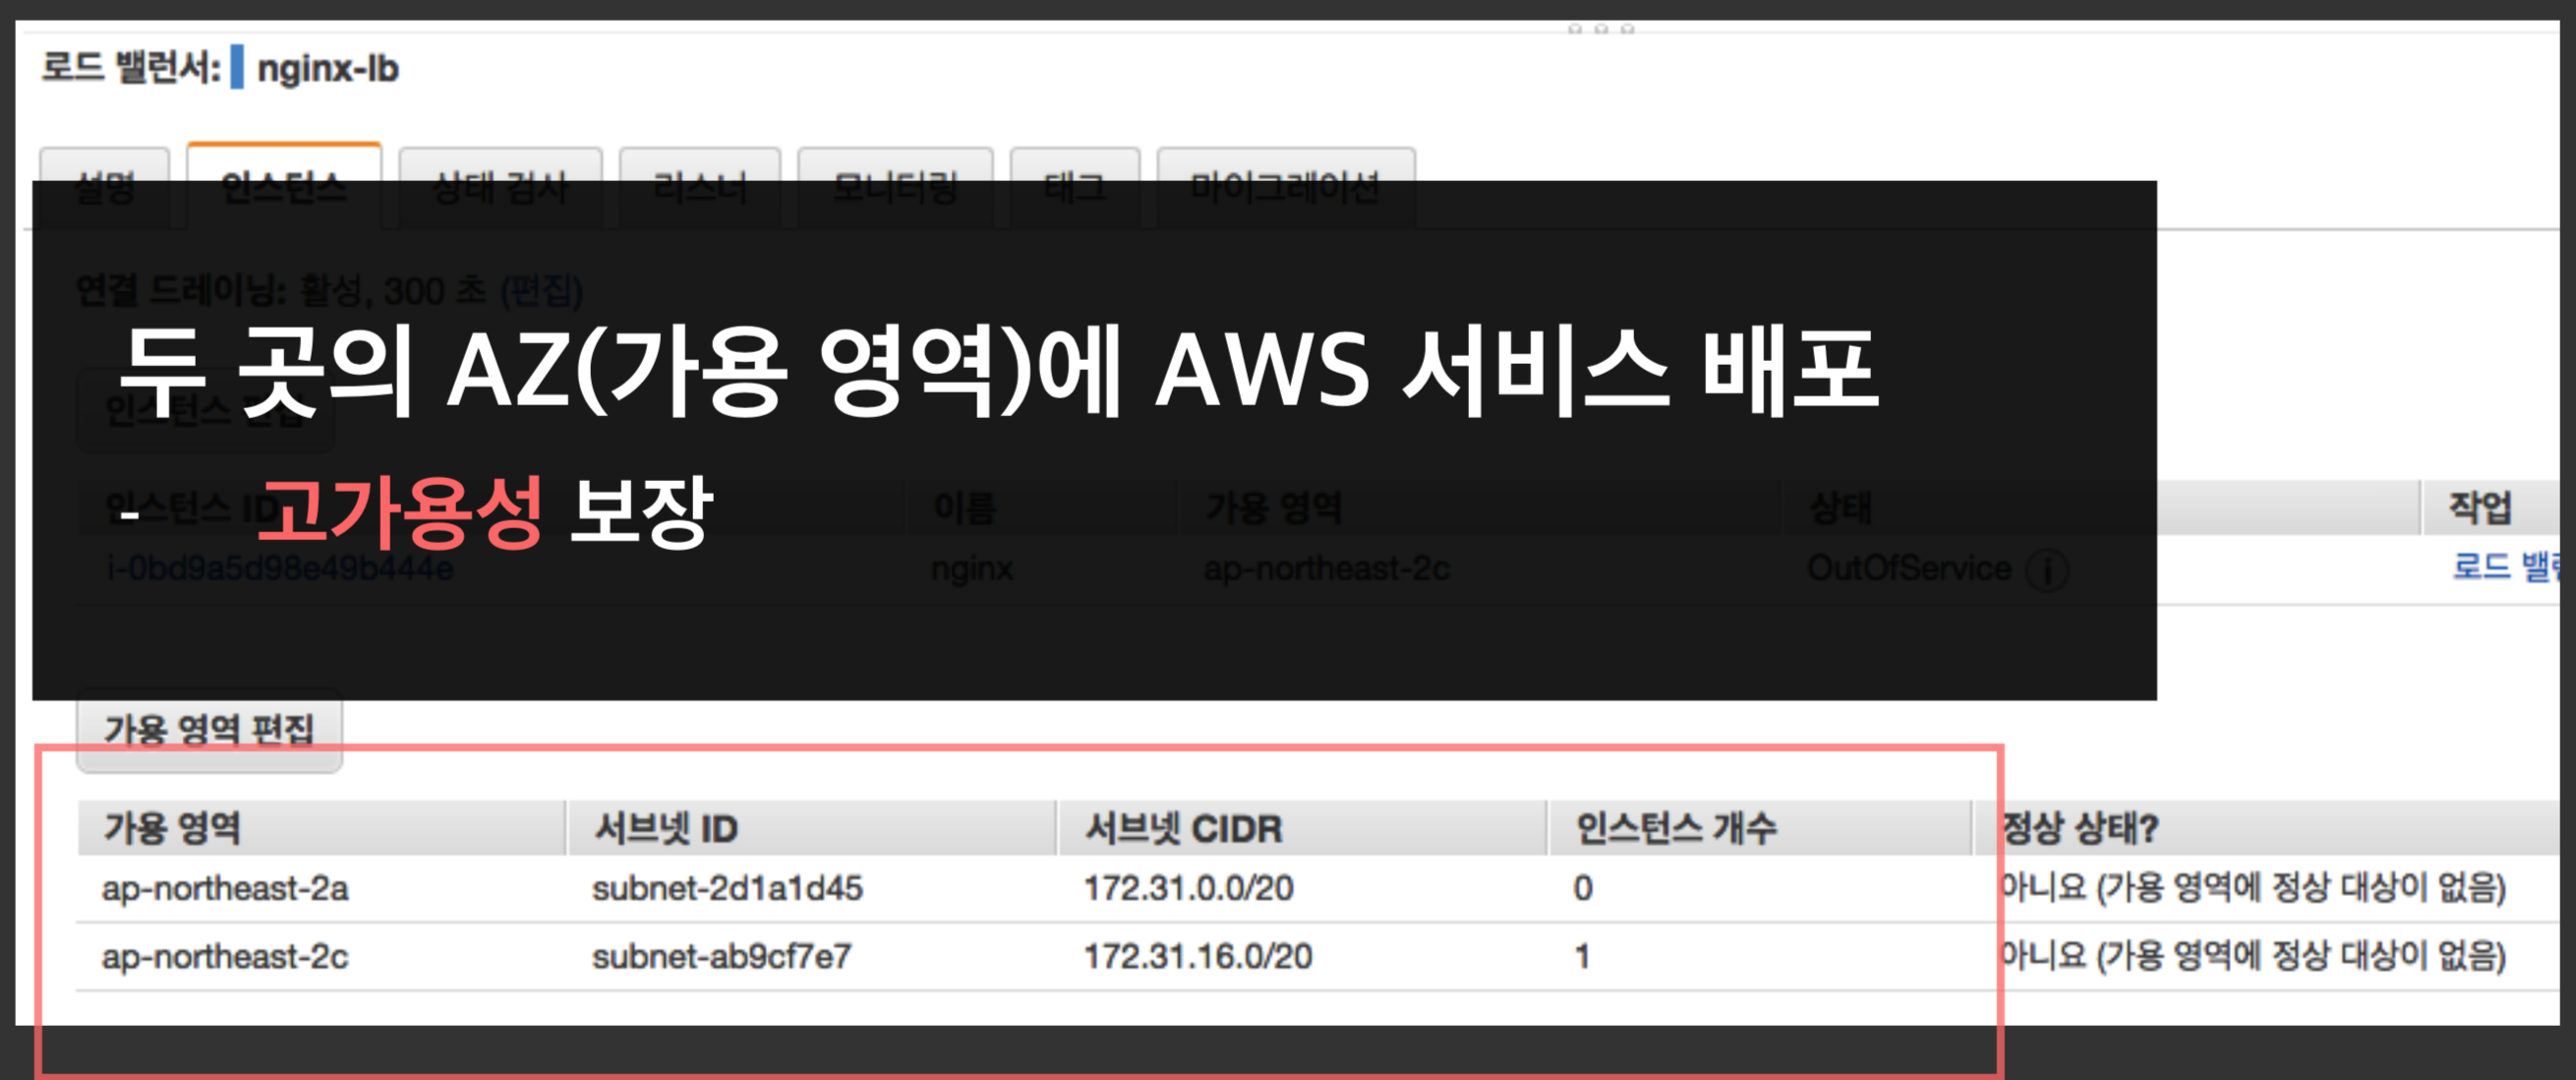 로드 밸런서: nginx-lb
설명 인스턴스 상태 검사 리스너 모니터링 태그 마이그레이션
연결 드레이닝: 활성, 300 초 (편집)
두 곳의 AZ(가용 영역)에 AWS 서비스 배포
인스턴스 편집
- 고가용성 보장
인스턴스 ID 이름 가용 영역 상태 작업
i-0bd9a5d98e49b444e nginx ap-northeast-2c OutOfService 로드
가용 영역 편집
가용 영역 서브넷 ID 서브넷 CIDR 인스턴스 개수 정상 상태?
ap-northeast-2a subnet-2d1a1d45 172.31.0.0/20 0 아니요 (가용 영역에 정상 대상이 없음)
ap-northeast-2c subnet-ab9cf7e7 172.31.16.0/20 1 아니요 (가용 영역에 정상 대상이 없음)